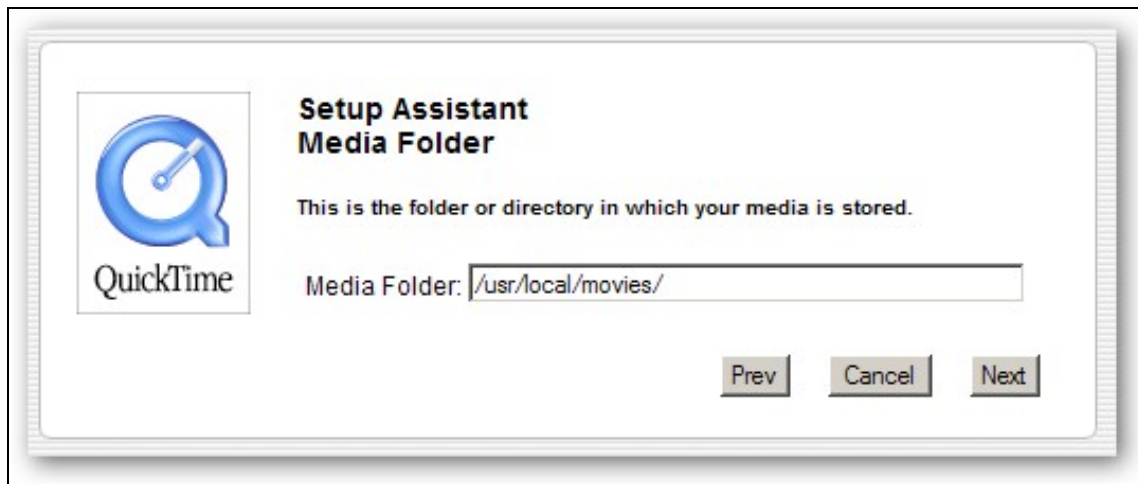 Setup Assistant
Media Folder
This is the folder or directory in which your media is stored.
QuickTime
Media Folder: /usr/local/movies/
Prev Cancel Next